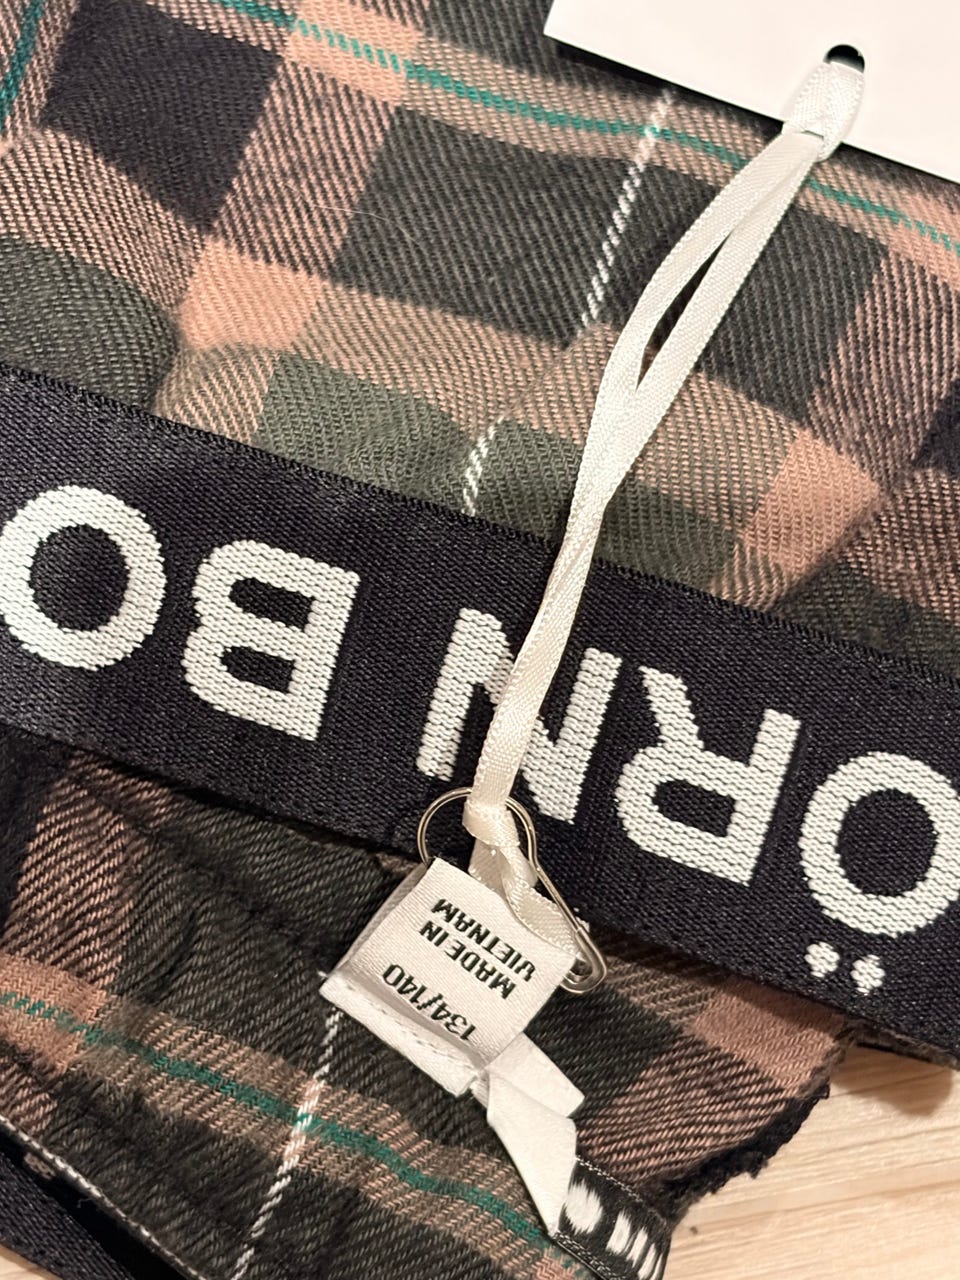 ÖRN BO
134/140
MADE IN
VIETNAM